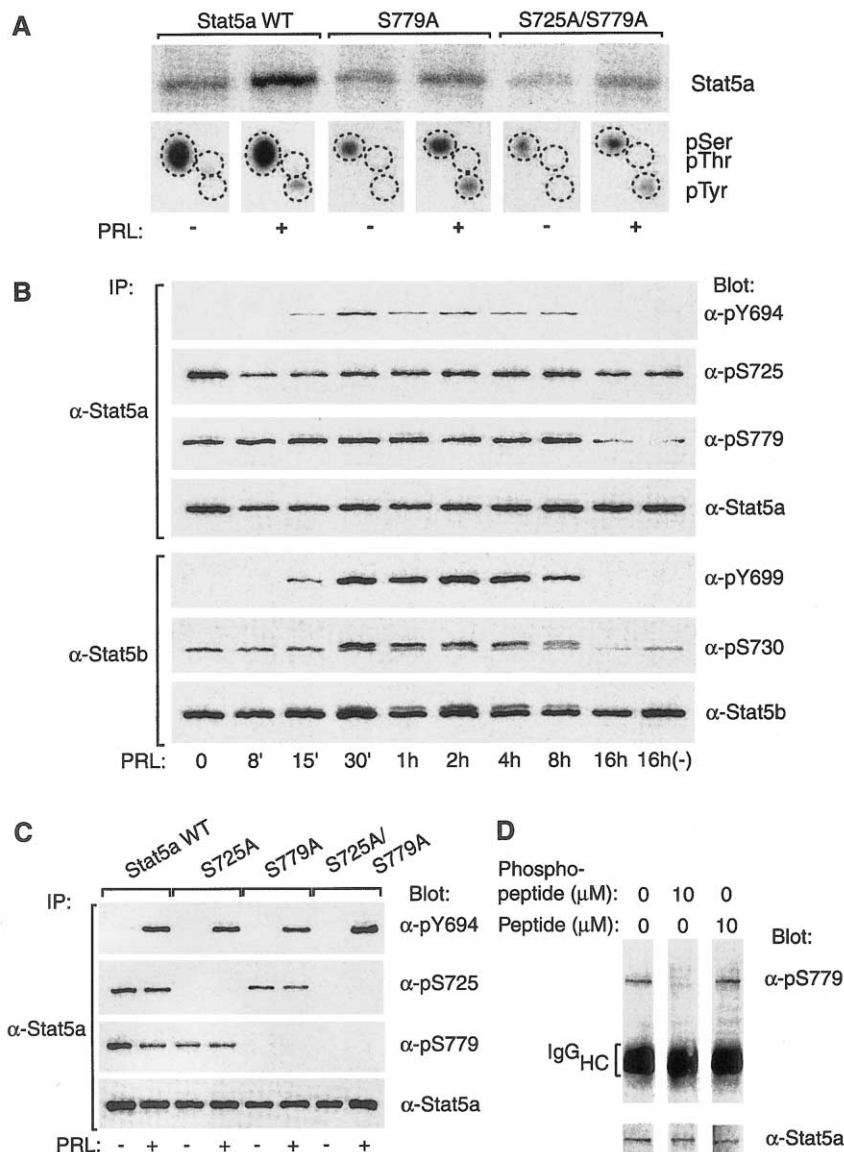 A
Stat5a WT S779A S725A/S779A
Stat5a
pSer
pThr
pTyr
PRL: - + - + - +
B
IP: Blot:
α-Stat5a
α-pY694
α-pS725
α-pS779
α-Stat5a
α-Stat5b
α-pY699
α-pS730
α-Stat5b
PRL: 0 8' 15' 30' 1h 2h 4h 8h 16h 16h(-)
C
Stat5a WT S725A S779A S725A/
S779A
IP: Blot:
α-Stat5a
α-pY694
α-pS725
α-pS779
α-Stat5a
PRL: - + - + - + - +
D
Phospho-
peptide (μM): 0 10 0
Peptide (μM): 0 0 10
Blot:
α-pS779
IgG HC
α-Stat5a